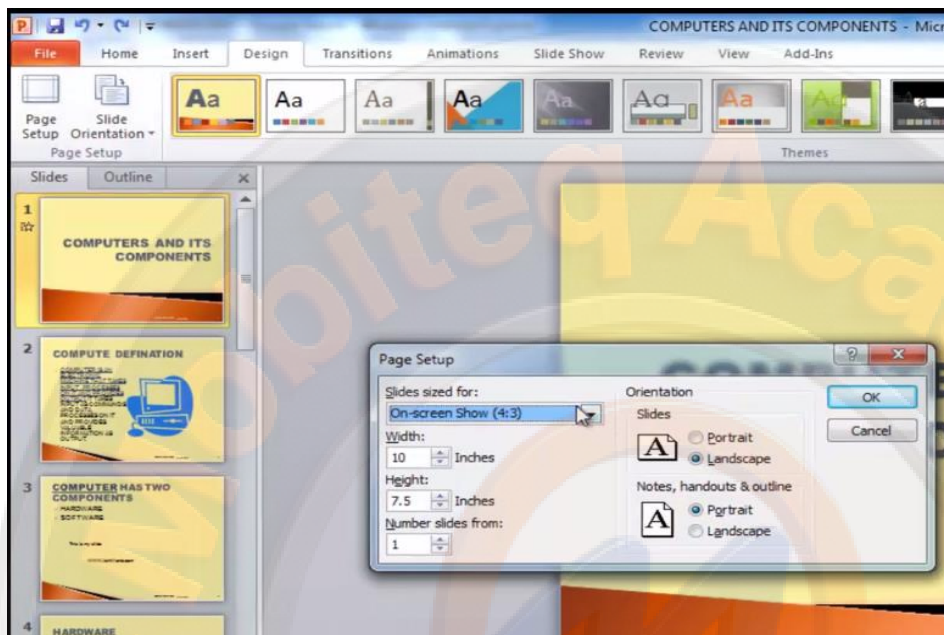 COMPUTERS AND ITS COMPONENTS - Micr
File Home Insert Design Transitions Animations Slide Show Review View Add-Ins
Page Setup
Slide Orientation
Aa Aa Aa Aa Aa Aa Aa Aa
Page Setup
Themes
Slides Outline
Mobiteq Aca
1
COMPUTERS AND ITS
COMPONENTS
2
COMPUTE DEFINATION
3
COMPUTER HAS TWO
COMPONENTS
HARDWARE
SOFTWARE
4
HARDWARE
Page Setup
Slides sized for:
On-screen Show (4:3)
Width:
10 Inches
Height:
7.5 Inches
Number slides from:
1
Orientation
Slides
A
Portrait
Landscape
Notes, handouts & outline
A
Portrait
Landscape
OK
Cancel